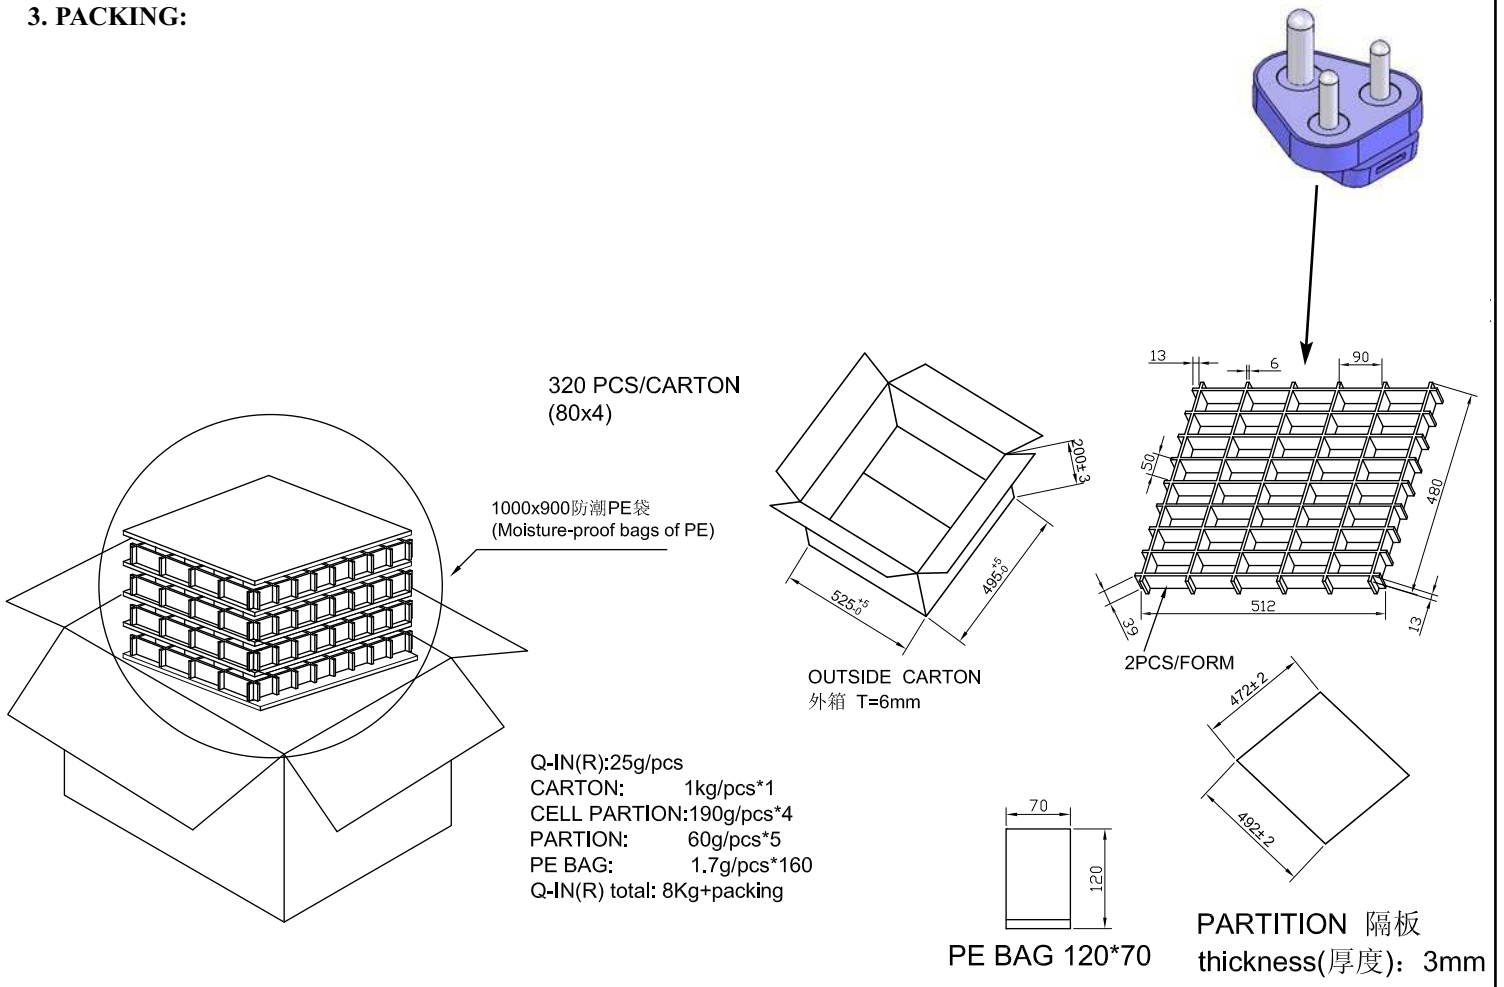 3. PACKING:
320 PCS/CARTON
(80x4)
1000x900防潮PE袋
(Moisture-proof bags of PE)
200±3
495-0+5
525-0+5
OUTSIDE CARTON
外箱 T=6mm
13
6
90
50
480
39
512
13
2PCS/FORM
Q-IN(R):25g/pcs
CARTON: 1kg/pcs*1
CELL PARTION:190g/pcs*4
PARTION: 60g/pcs*5
PE BAG: 1.7g/pcs*160
Q-IN(R) total: 8Kg+packing
70
120
PE BAG 120*70
472±2
492±2
PARTITION 隔板
thickness(厚度): 3mm